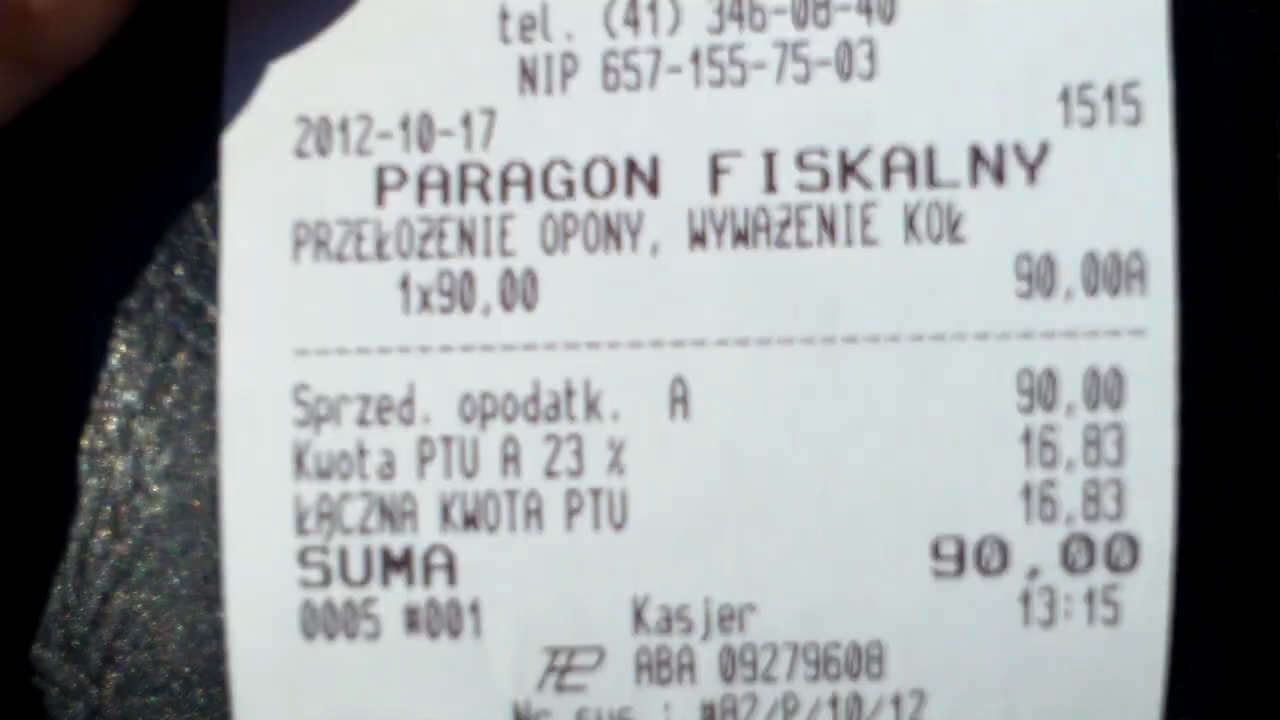 tel. (41) 346-08-40
NIP 657-155-75-03
2012-10-17 1515
PARAGON FISKALNY
PRZEŁOŻENIE OPONY, WYWAŻENIE KÓŁ
1x90,00 90,00A
Sprzed. opodatk. A 90,00
Kwota PTU A 23 % 16,83
ŁĄCZNA KWOTA PTU 16,83
SUMA 90,00
0005 #001 Kasjer 13:15
ABA 09279608